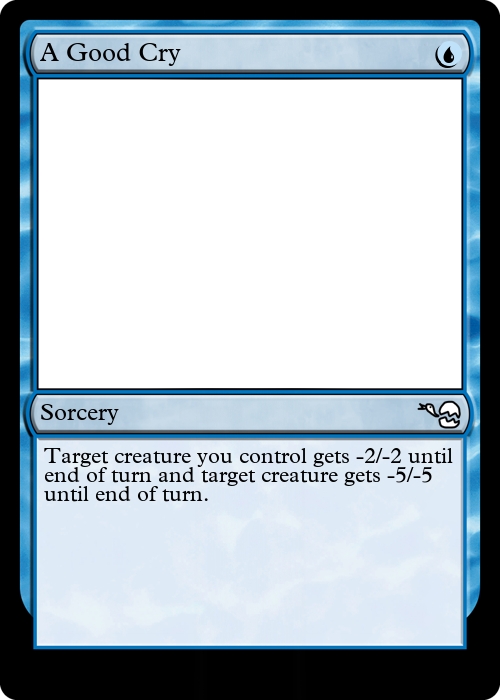 A Good Cry
Sorcery
Target creature you control gets -2/-2 until
end of turn and target creature gets -5/-5
until end of turn.